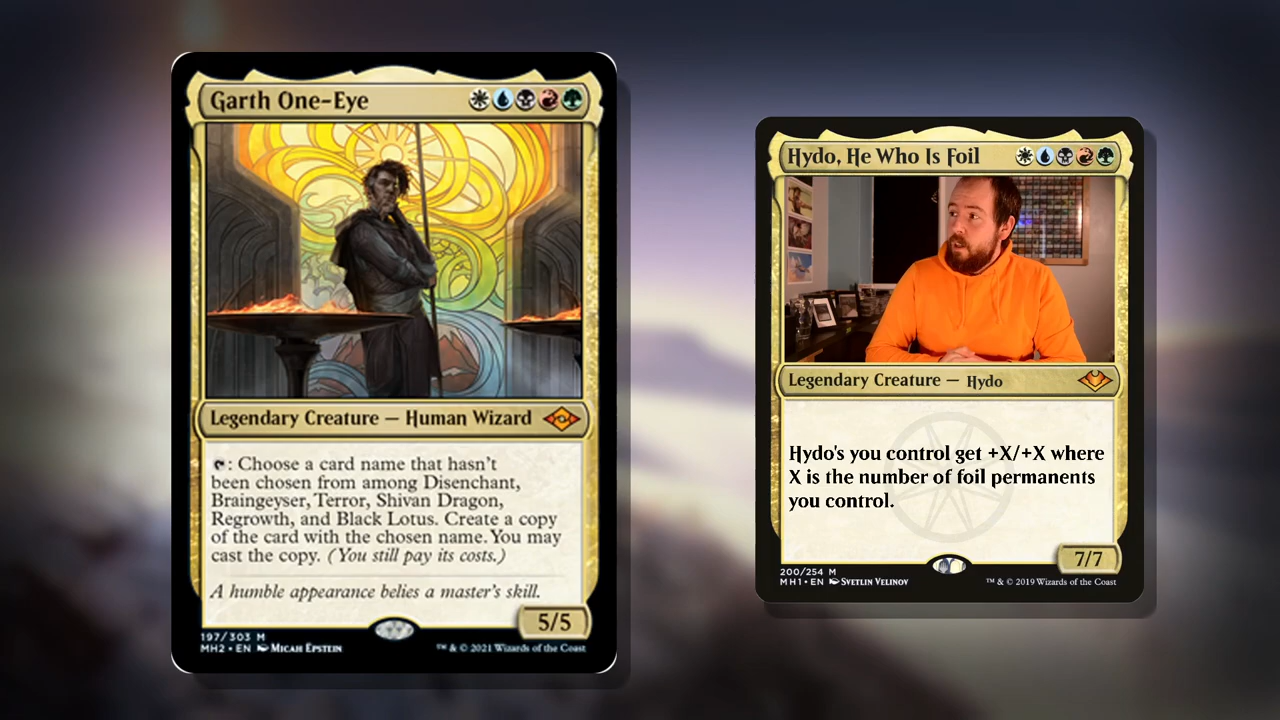 Garth One-Eye
Legendary Creature — Human Wizard
: Choose a card name that hasn't
been chosen from among Disenchant,
Braingeyser, Terror, Shivan Dragon,
Regrowth, and Black Lotus. Create a copy
of the card with the chosen name. You may
cast the copy. (You still pay its costs.)
A humble appearance belies a master's skill.
5/5
197/303 M
MH2 • EN Micah Epstein
™ & © 2021 Wizards of the Coast
Hydo, He Who Is Foil
Legendary Creature — Hydo
Hydo's you control get +X/+X where
X is the number of foil permanents
you control.
7/7
200/254 M
MH1 • EN Svetlin Velinov
™ & © 2019 Wizards of the Coast